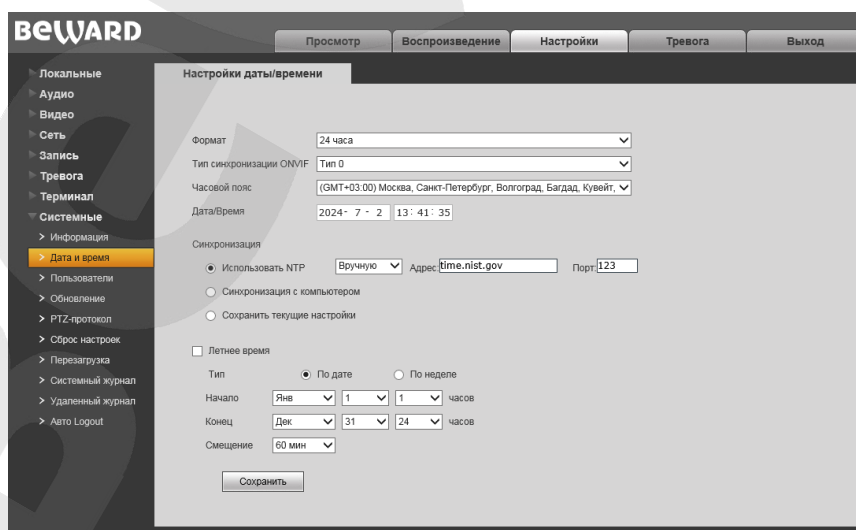 BEWARD
Просмотр Воспроизведение Настройки Тревога Выход
Локальные
Аудио
Видео
Сеть
Запись
Тревога
Терминал
Системные
Информация
Дата и время
Пользователи
Обновление
PTZ-протокол
Сброс настроек
Перезагрузка
Системный журнал
Удаленный журнал
Авто Logout
Настройки даты/времени
Формат 24 часа
Тип синхронизации ONVIF Тип 0
Часовой пояс (GMT+03:00) Москва, Санкт-Петербург, Волгоград, Багдад, Кувейт,
Дата/Время 2024- 7 - 2 13: 41: 35
Синхронизация
Использовать NTP Вручную Адрес: time.nist.gov Порт: 123
Синхронизация с компьютером
Сохранить текущие настройки
Летнее время
Тип По дате По неделе
Начало Янв 1 1 часов
Конец Дек 31 24 часов
Смещение 60 мин
Сохранить